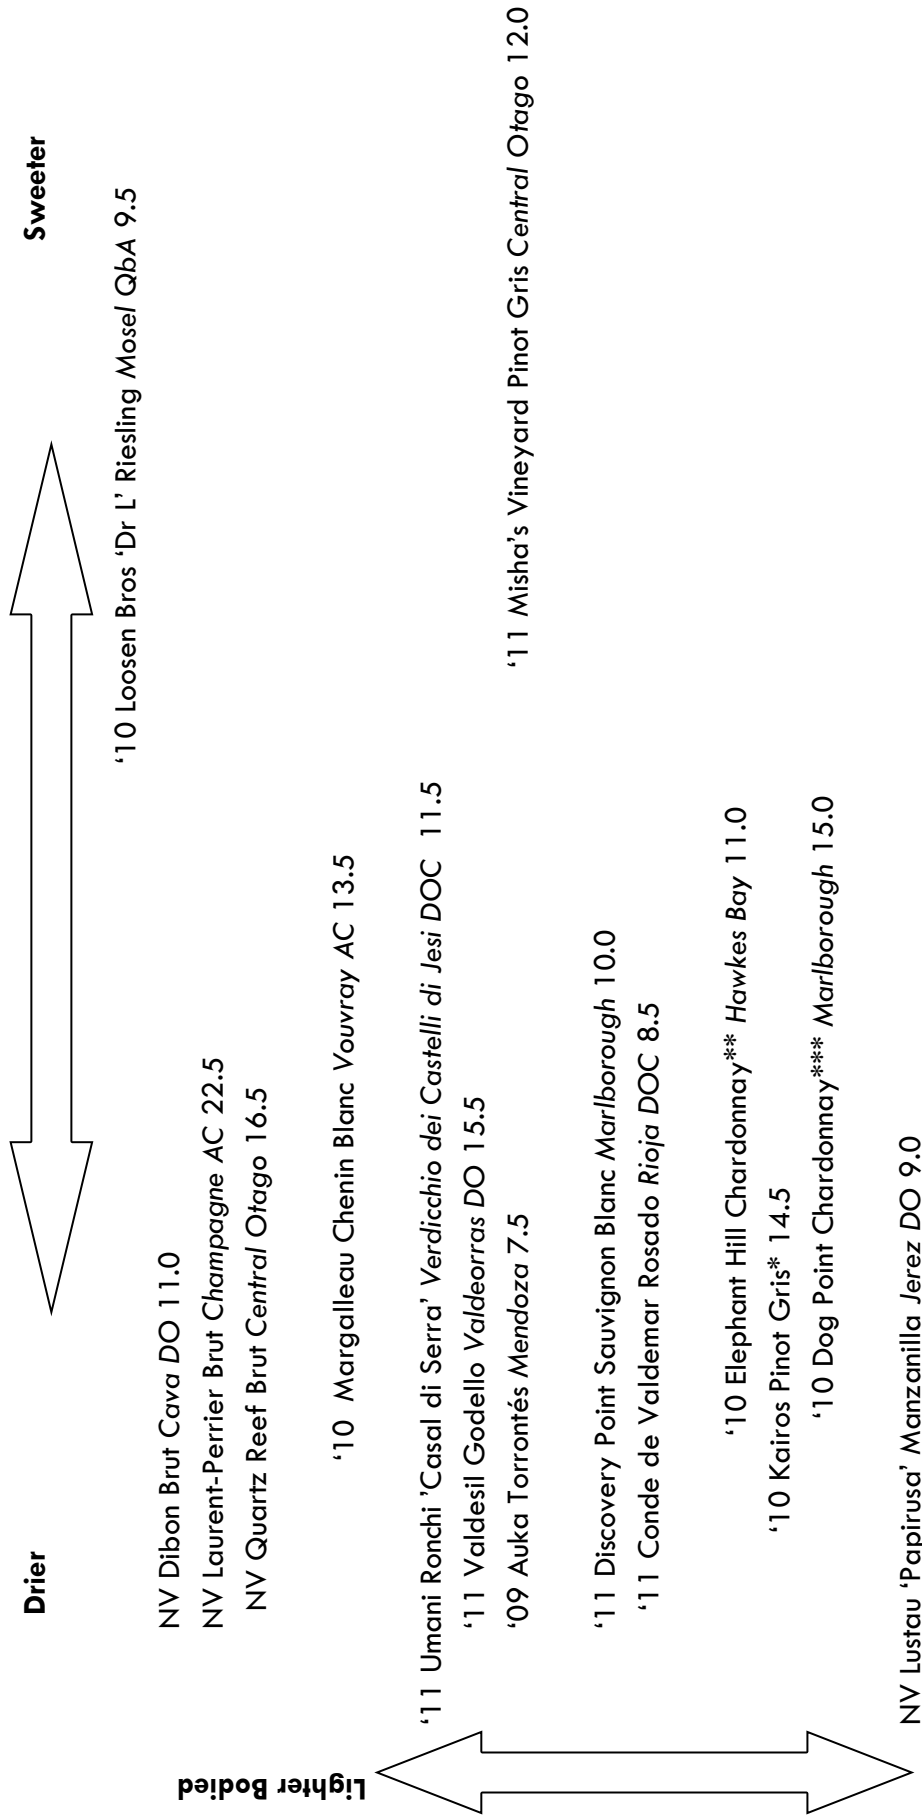 Drier
Sweeter
‘10 Loosen Bros ‘Dr L’ Riesling Mosel QbA 9.5
NV Dibon Brut Cava DO 11.0
NV Laurent-Perrier Brut Champagne AC 22.5
NV Quartz Reef Brut Central Otago 16.5
‘10 Margalleau Chenin Blanc Vouvray AC 13.5
Lighter Bodied
‘11 Umani Ronchi ’Casal di Serra’ Verdicchio dei Castelli di Jesi DOC 11.5
‘11 Valdesil Godello Valdeorras DO 15.5
‘09 Auka Torrontés Mendoza 7.5
‘11 Misha’s Vineyard Pinot Gris Central Otago 12.0
‘11 Discovery Point Sauvignon Blanc Marlborough 10.0
‘11 Conde de Valdemar Rosado Rioja DOC 8.5
‘10 Elephant Hill Chardonnay** Hawkes Bay 11.0
‘10 Kairos Pinot Gris* 14.5
‘10 Dog Point Chardonnay*** Marlborough 15.0
NV Lustau ‘Papirusa’ Manzanilla Jerez DO 9.0